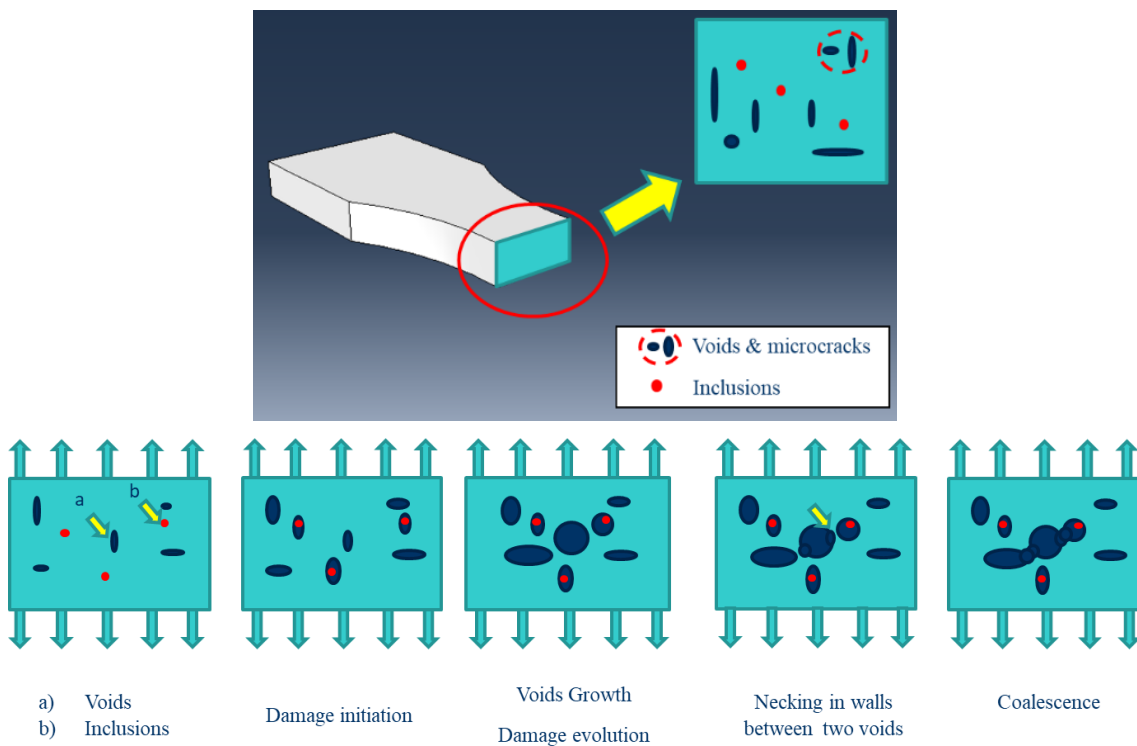 Voids & microcracks
Inclusions
a
b
a) Voids
b) Inclusions
Damage initiation
Voids Growth
Damage evolution
Necking in walls
between two voids
Coalescence